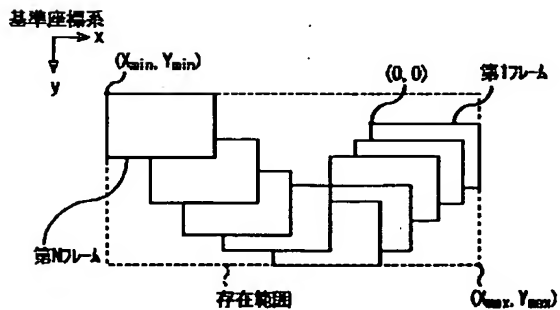 基準座標系
x
y
(Xmin, Ymin)
(0, 0)
第1フレーム
第Nフレーム
存在範囲
(Xmax, Ymax)